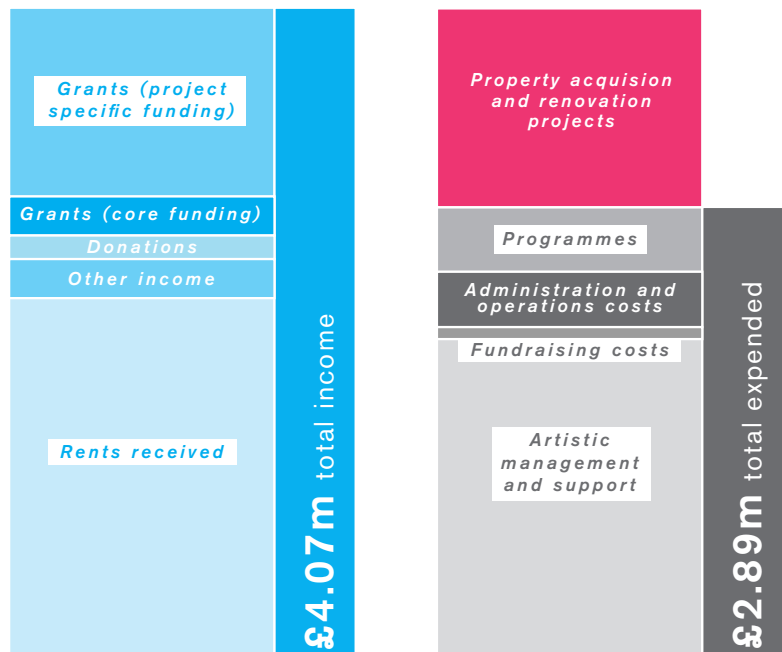 Grants (project
specific funding)
Grants (core funding)
Donations
Other income
Rents received
£4.07m total income
Property acquision
and renovation
projects
Programmes
Administration and
operations costs
Fundraising costs
Artistic
management
and support
£2.89m total expended